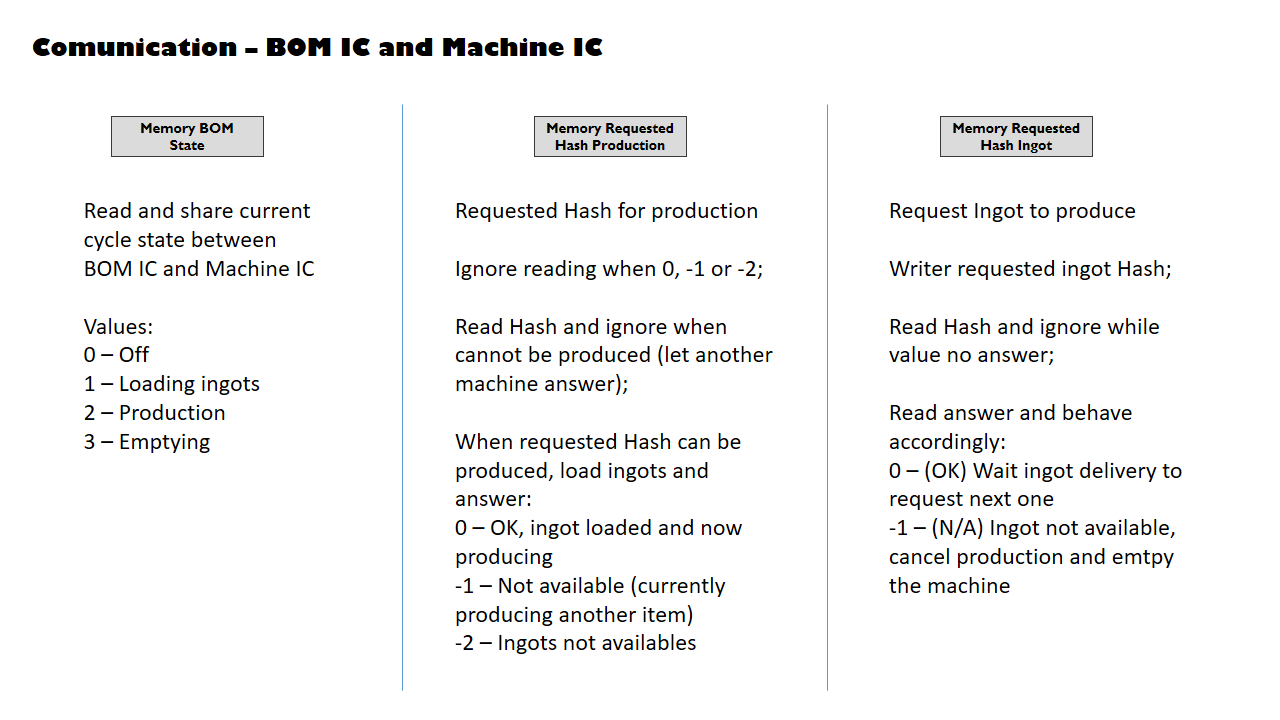 Comunication – BOM IC and Machine IC
Memory BOM
State
Read and share current
cycle state between
BOM IC and Machine IC
Values:
0 – Off
1 – Loading ingots
2 – Production
3 – Emptying
Memory Requested
Hash Production
Requested Hash for production
Ignore reading when 0, -1 or -2;
Read Hash and ignore when
cannot be produced (let another
machine answer);
When requested Hash can be
produced, load ingots and
answer:
0 – OK, ingot loaded and now
producing
-1 – Not available (currently
producing another item)
-2 – Ingots not availables
Memory Requested
Hash Ingot
Request Ingot to produce
Writer requested ingot Hash;
Read Hash and ignore while
value no answer;
Read answer and behave
accordingly:
0 – (OK) Wait ingot delivery to
request next one
-1 – (N/A) Ingot not available,
cancel production and emtpy
the machine